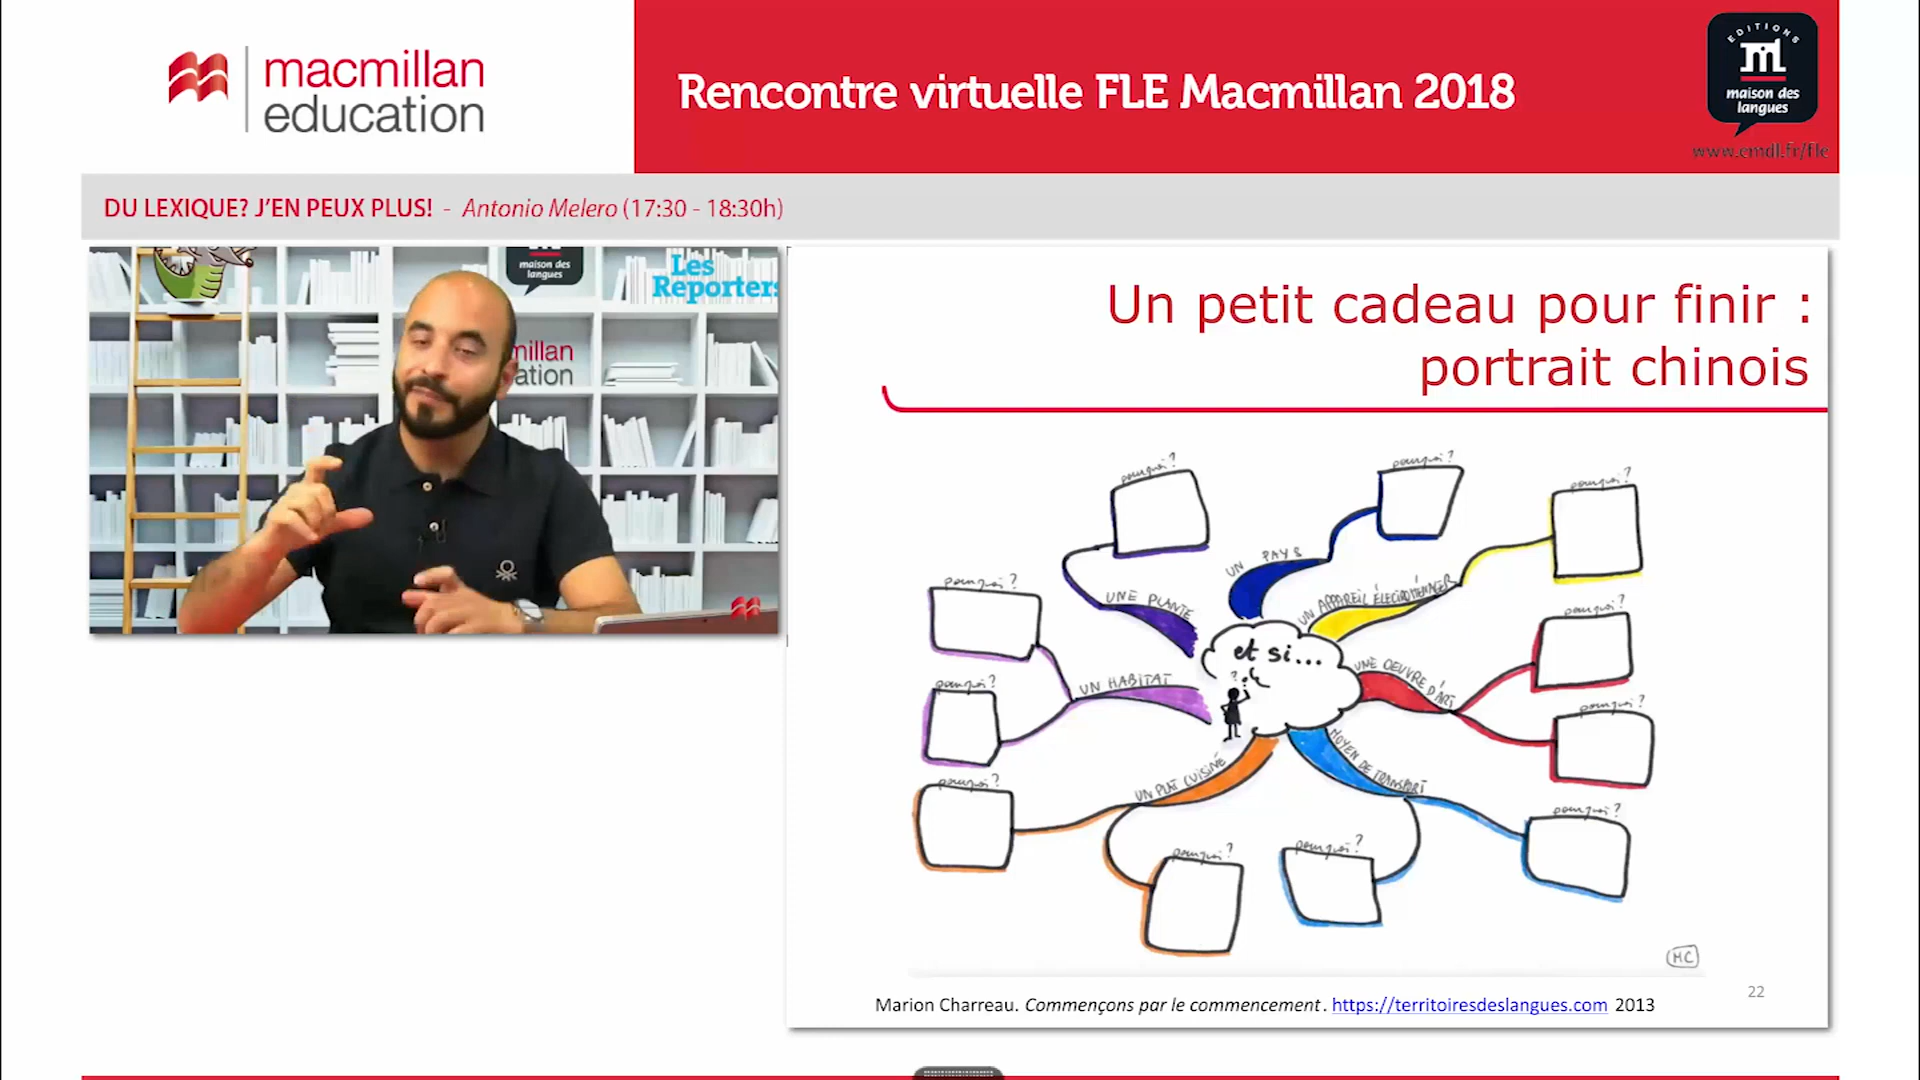 macmillan
education
Rencontre virtuelle FLE Macmillan 2018
EDITIONS
maison des
langues
www.emdl.fr/fle
DU LEXIQUE? J'EN PEUX PLUS! - Antonio Melero (17:30 - 18:30h)
maison des
langues
Les
Reporters
millan
ation
Un petit cadeau pour finir :
portrait chinois
pourquoi?
pourquoi?
pourquoi?
UN PAYS
pourquoi?
UNE PLANTE
UN APPAREIL ÉLECTROMÉNAGER
pourquoi?
et si...
UNE OEUVRE D'ART
pourquoi?
UN HABITAT
pourquoi?
MOYEN DE TRANSPORT
UN PLAT CUISINÉ
pourquoi?
pourquoi?
pourquoi?
pourquoi?
MC
Marion Charreau. Commençons par le commencement. https://territoiresdeslangues.com 2013
22